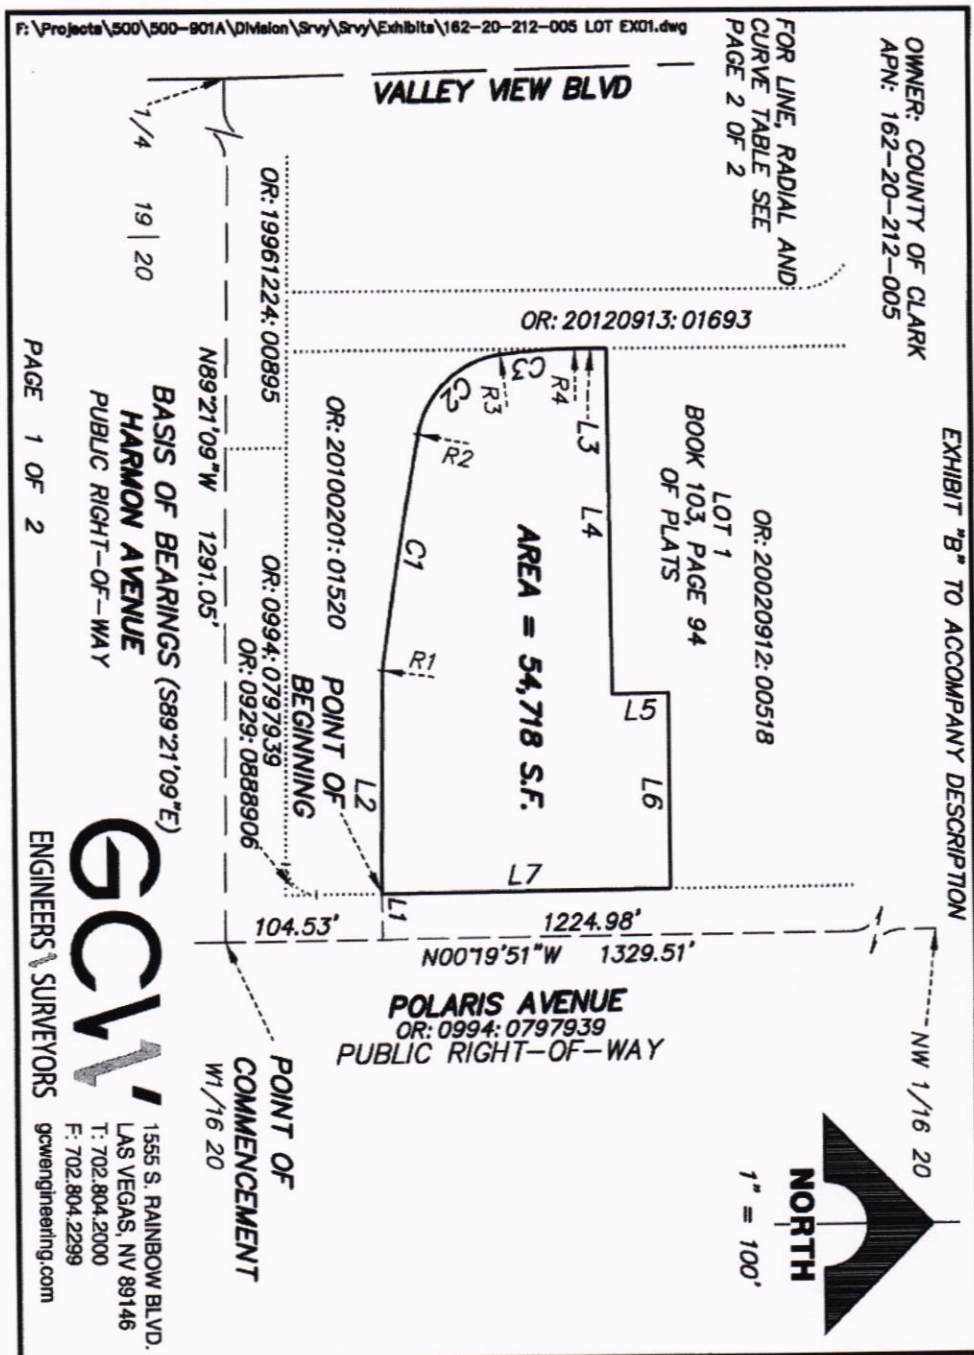 EXHIBIT "B" TO ACCOMPANY DESCRIPTION
OWNER: COUNTY OF CLARK
APN: 162-20-212-005
FOR LINE, RADIAL AND
CURVE TABLE SEE
PAGE 2 OF 2
F:\Projects\500\500-901A\Division\Srvy\Srvy\Exhibits\162-20-212-005 LOT EX01.dwg
NW 1/16 20
NORTH
1" = 100'
OR: 20020912: 00518
LOT 1
BOOK 103, PAGE 94
OF PLATS
VALLEY VIEW BLVD
OR: 20120913: 01693
L3
L4
L5
L6
L7
R4
C3
R3
C2
R2
C1
R1
L2
L1
AREA = 54,718 S.F.
1224.98'
N00°19'51"W 1329.51'
104.53'
POLARIS AVENUE
OR: 0994: 0797939
PUBLIC RIGHT-OF-WAY
OR: 20100201: 01520
POINT OF
BEGINNING
OR: 19961224: 00895
OR: 0994: 0797939
OR: 0929: 0888906
1/4 19 | 20
N89°21'09"W 1291.05'
BASIS OF BEARINGS (S89°21'09"E)
HARMON AVENUE
PUBLIC RIGHT-OF-WAY
POINT OF
COMMENCEMENT
W1/16 20
PAGE 1 OF 2
GCW
ENGINEERS \ SURVEYORS
1555 S. RAINBOW BLVD.
LAS VEGAS, NV 89146
T: 702.804.2000
F: 702.804.2299
gcwengineering.com